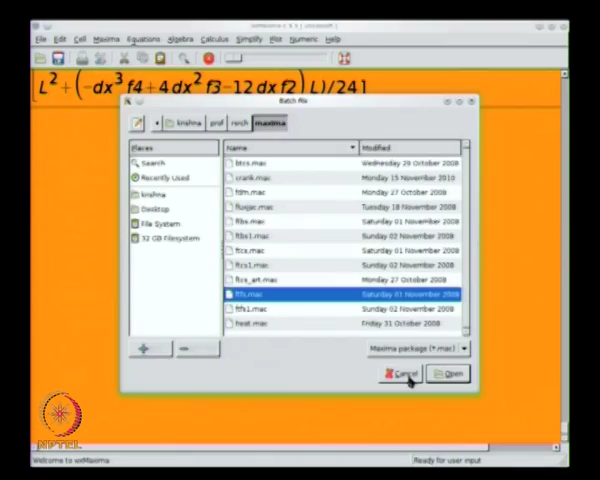 File Edit Cell Maxima Equations Algebra Calculus Simplify Plot Numeric Help
L²+(-dx³ f4+4 dx² f3-12 dx f2) L)/24]
Batch File
krishna prof reich maxima
Places
Name
Modified
Search
Recently Used
krishna
Desktop
File System
32 GB Filesystem
btcs.mac Wednesday 29 October 2008
crank.mac Monday 15 November 2010
fdm.mac Monday 27 October 2008
fluxjac.mac Tuesday 18 November 2008
ftbs.mac Saturday 01 November 2008
ftbs1.mac Sunday 02 November 2008
ftcs.mac Saturday 01 November 2008
ftcs1.mac Sunday 02 November 2008
ftcs_art.mac Monday 27 October 2008
ftfs.mac Saturday 01 November 2008
ftfs1.mac Sunday 02 November 2008
heat.mac Friday 31 October 2008
Maxima package (*.mac)
Cancel
Open
NPTEL
Welcome to wxMaxima
Ready for user input